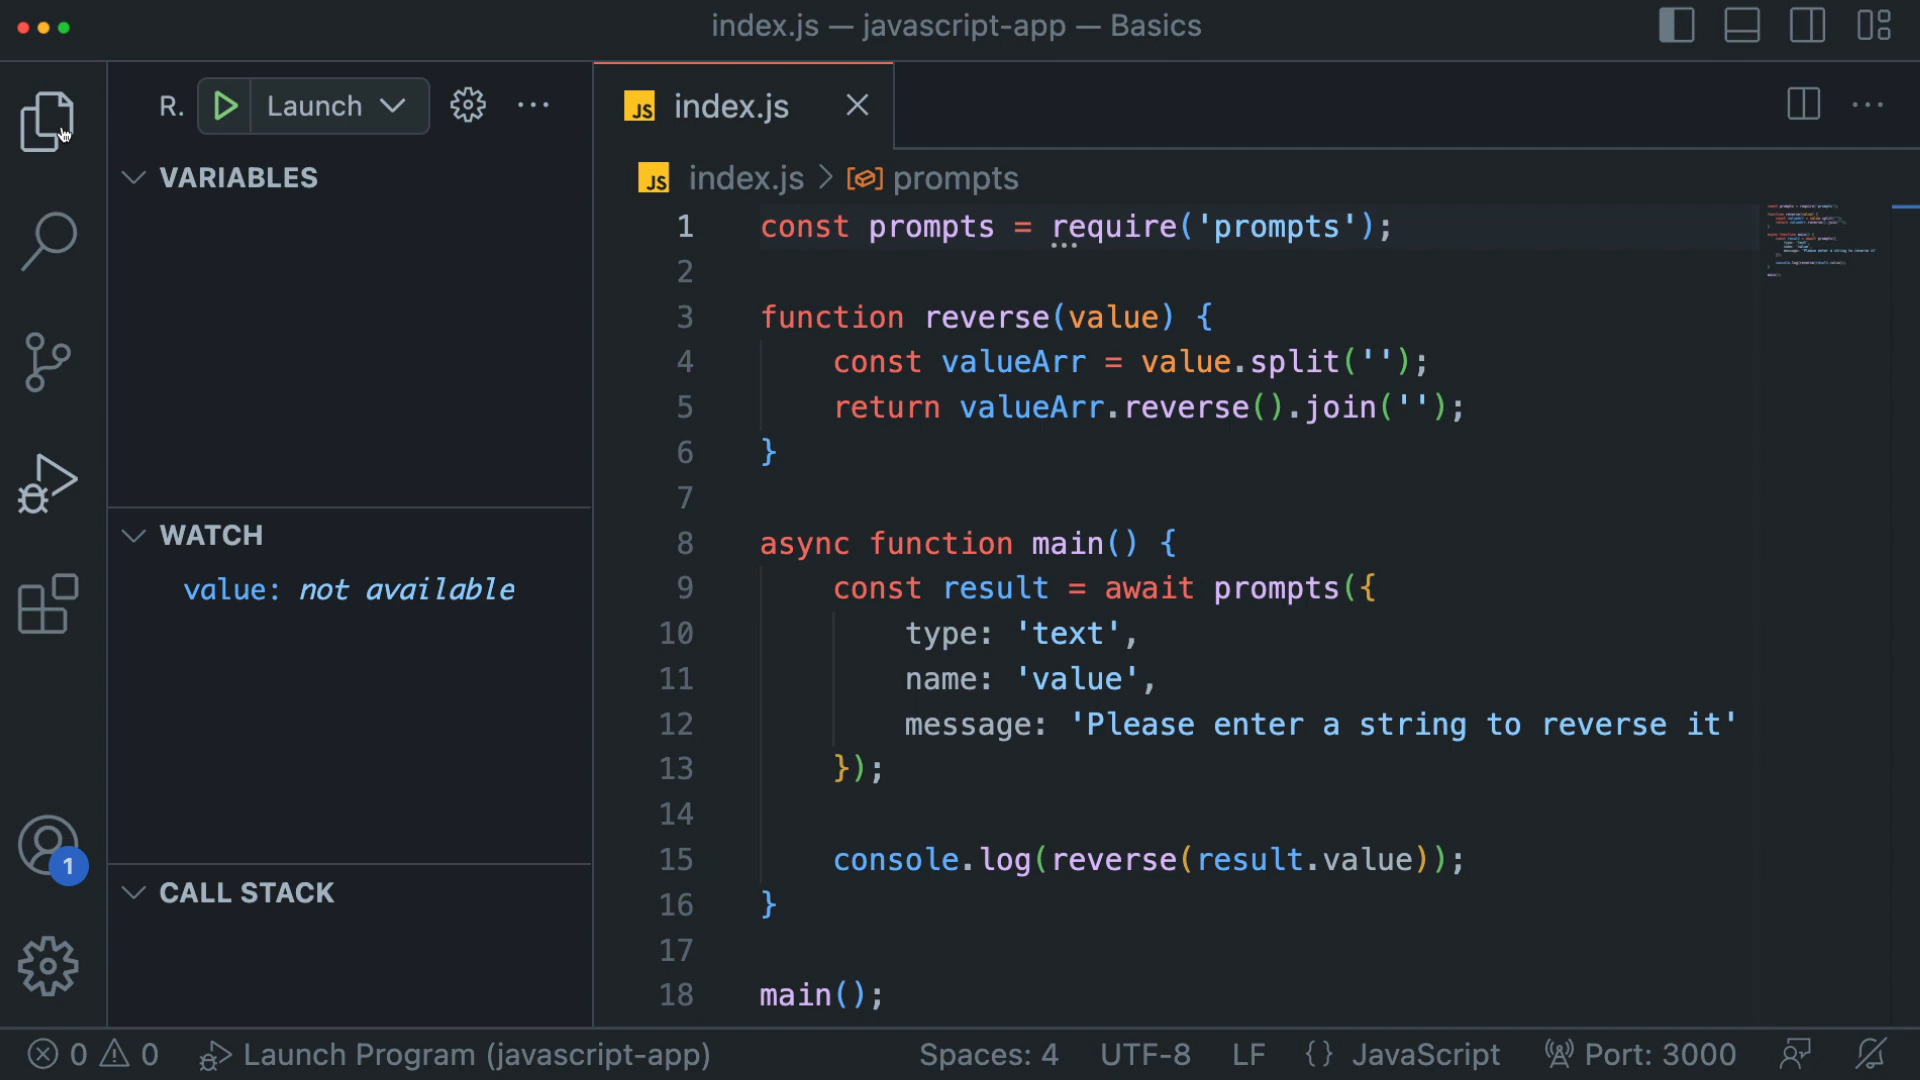 index.js — javascript-app — Basics
R.
Launch
VARIABLES
WATCH
value: not available
1
CALL STACK
JS index.js
JS index.js > prompts
1 const prompts = require('prompts');
2
3 function reverse(value) {
4 const valueArr = value.split('');
5 return valueArr.reverse().join('');
6 }
7
8 async function main() {
9 const result = await prompts({
10 type: 'text',
11 name: 'value',
12 message: 'Please enter a string to reverse it'
13 });
14
15 console.log(reverse(result.value));
16 }
17
18 main();
0 0 Launch Program (javascript-app) Spaces: 4 UTF-8 LF {} JavaScript Port: 3000